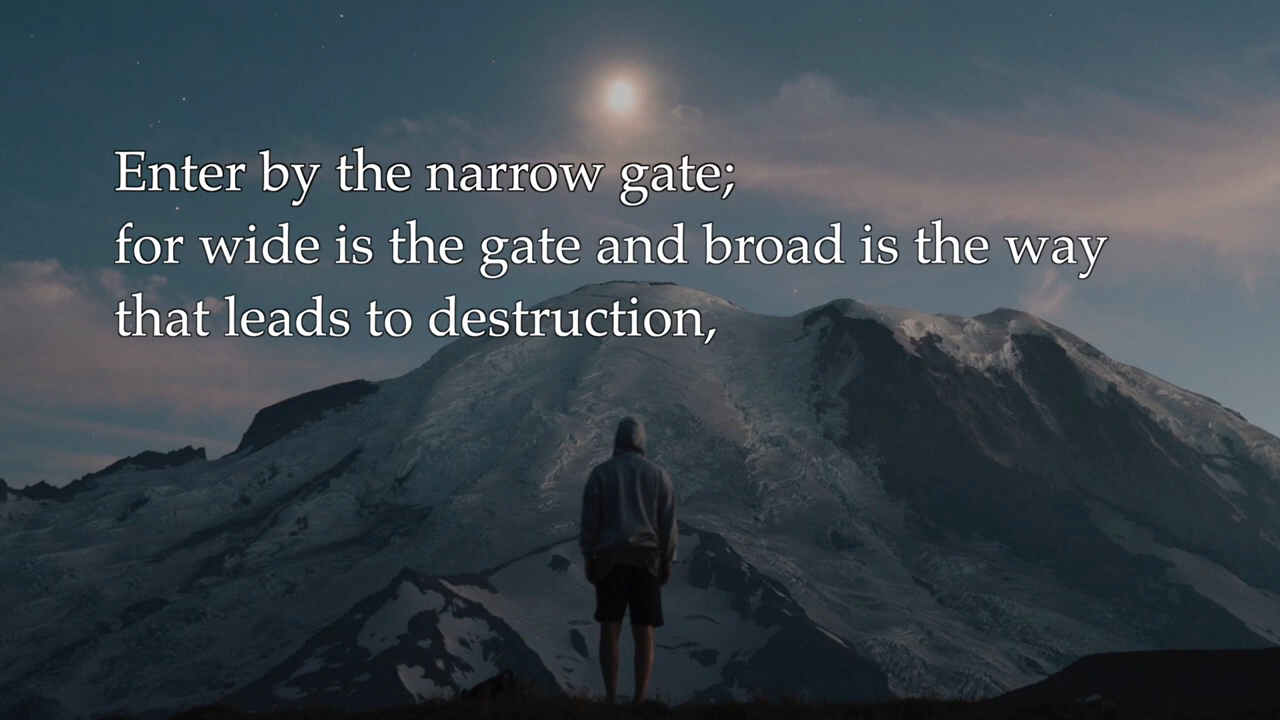 Enter by the narrow gate;
for wide is the gate and broad is the way
that leads to destruction,